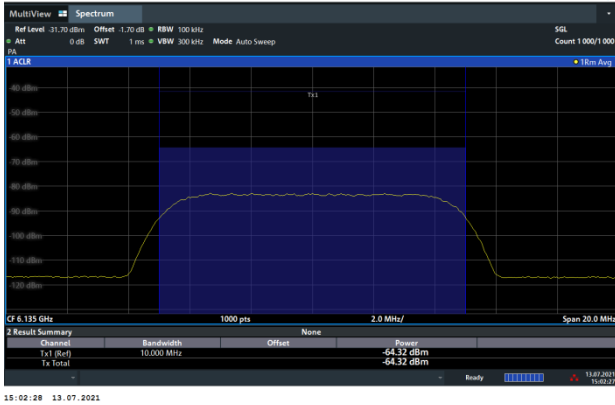 MultiView Spectrum
Ref Level -31.70 dBm Offset -1.70 dB RBW 100 kHz SGL
Att 0 dB SWT 1 ms VBW 300 kHz Mode Auto Sweep Count 1000/1000
PA
1 ACLR 1Rm Avg
Tx1
-40 dBm
-50 dBm
-60 dBm
-70 dBm
-80 dBm
-90 dBm
-100 dBm
-110 dBm
-120 dBm
CF 6.135 GHz 1000 pts 2.0 MHz/ Span 20.0 MHz
2 Result Summary None
Channel Bandwidth Offset Power
Tx1 (Ref) 10.000 MHz -64.32 dBm
Tx Total -64.32 dBm
Ready 13.07.2021
15:02:27
15:02:28 13.07.2021